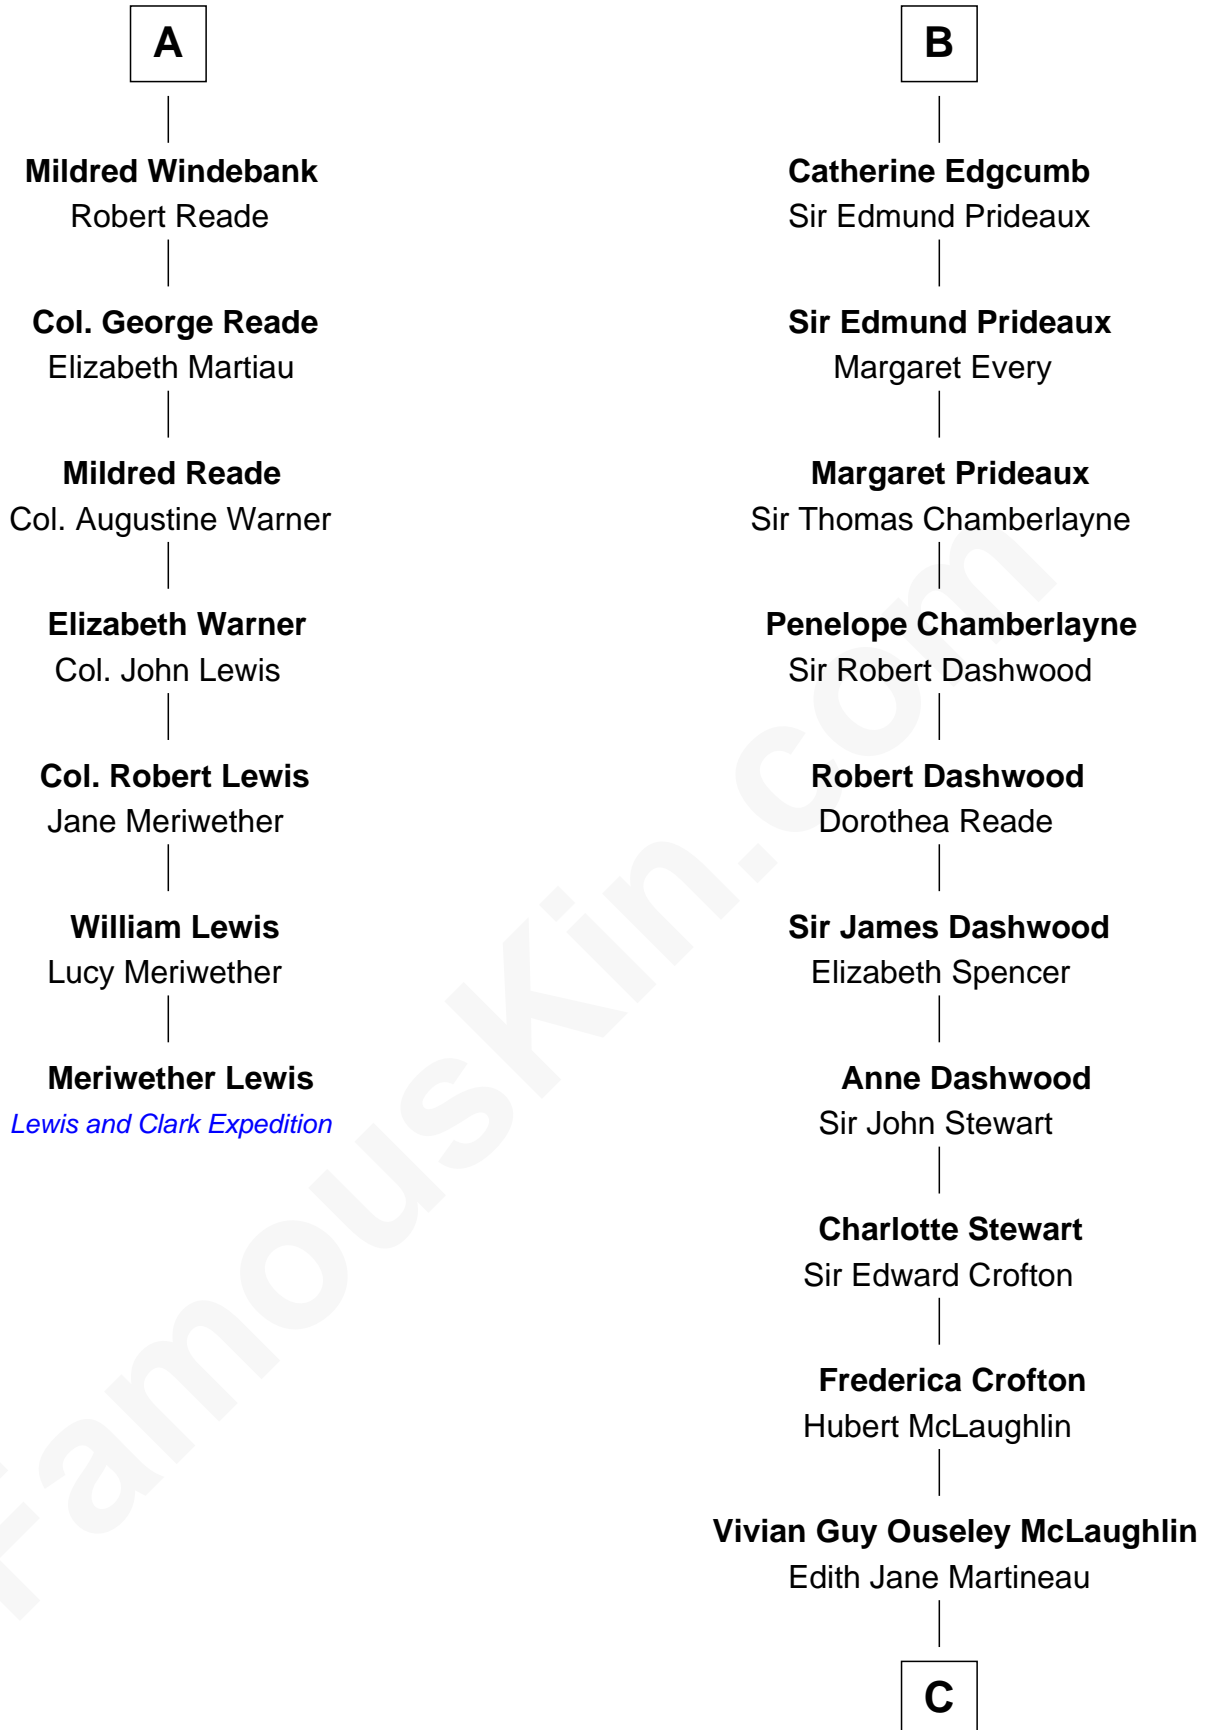 A
Mildred Windebank
Robert Reade
Col. George Reade
Elizabeth Martiau
Mildred Reade
Col. Augustine Warner
Elizabeth Warner
Col. John Lewis
Col. Robert Lewis
Jane Meriwether
William Lewis
Lucy Meriwether
Meriwether Lewis
Lewis and Clark Expedition
B
Catherine Edgcumb
Sir Edmund Prideaux
Sir Edmund Prideaux
Margaret Every
Margaret Prideaux
Sir Thomas Chamberlayne
Penelope Chamberlayne
Sir Robert Dashwood
Robert Dashwood
Dorothea Reade
Sir James Dashwood
Elizabeth Spencer
Anne Dashwood
Sir John Stewart
Charlotte Stewart
Sir Edward Crofton
Frederica Crofton
Hubert McLaughlin
Vivian Guy Ouseley McLaughlin
Edith Jane Martineau
C
FamousKin.com